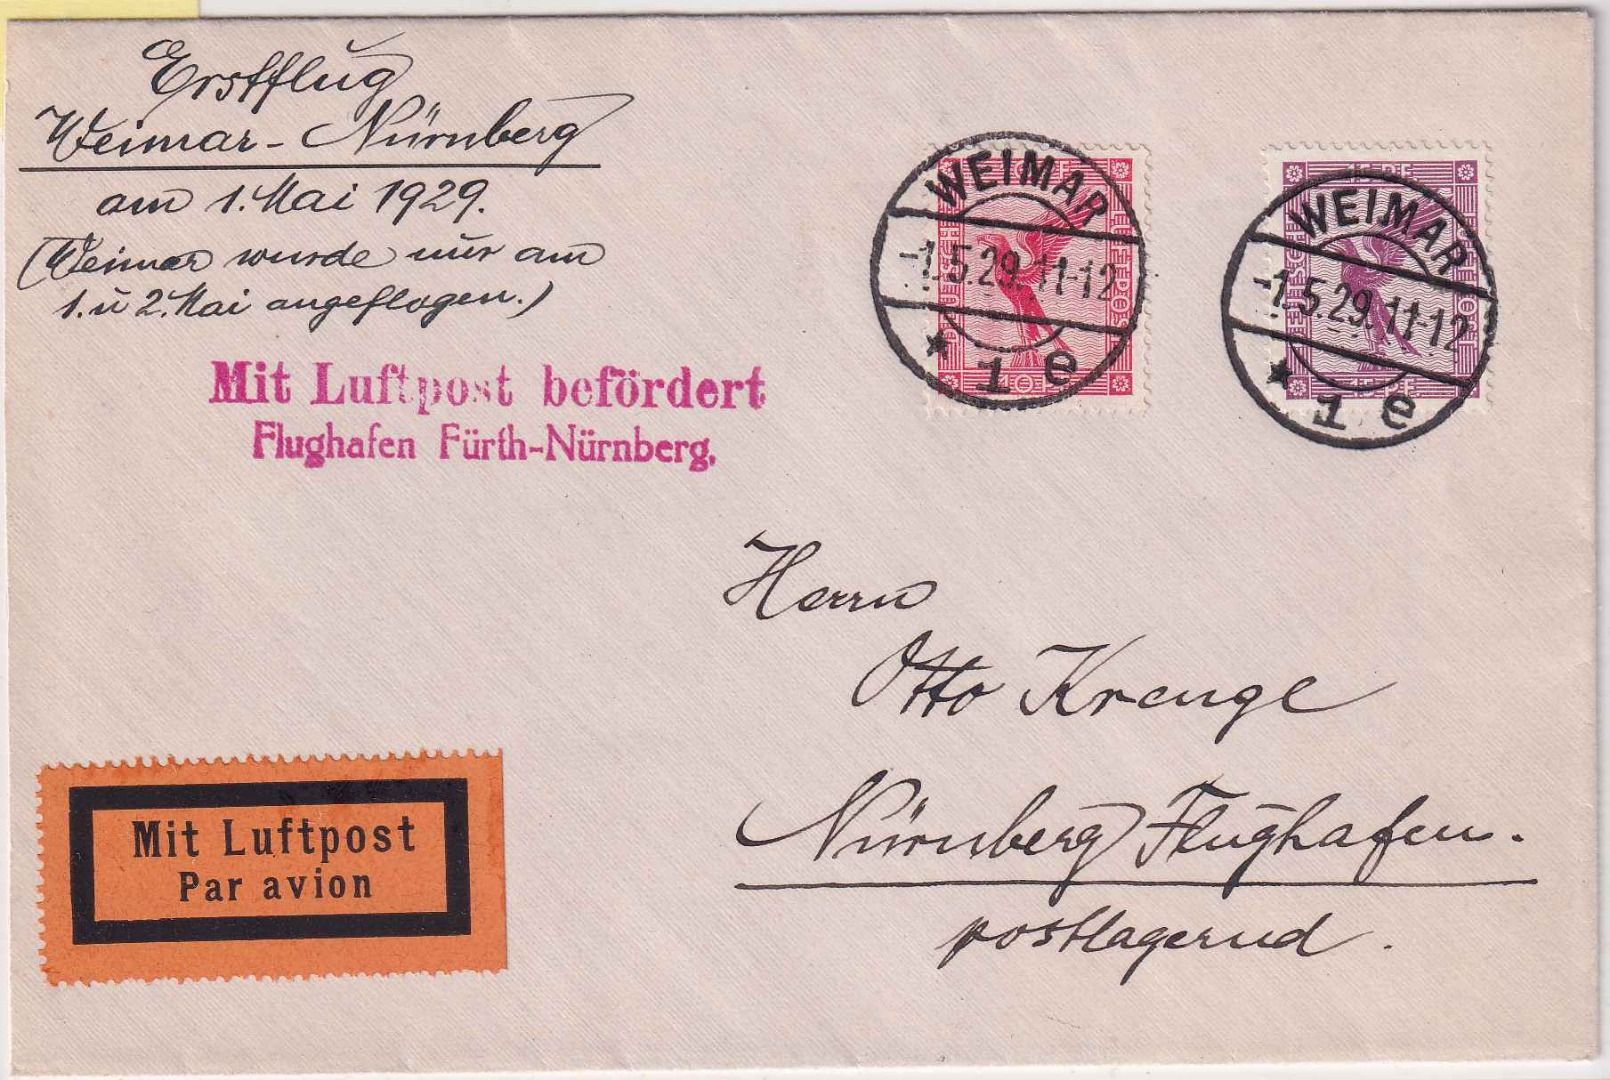 Erstflug
Weimar-Nürnberg
am 1. Mai 1929.
(Weimar wurde nur am
1. u 2. Mai angeflogen.)
Mit Luftpost befördert
Flughafen Fürth-Nürnberg.
WEIMAR
-1.5.29.11-12
* 1 e
WEIMAR
-1.5.29.11-12
* 1 e
Herrn
Otto Krenge
Nürnberg Flughafen.
postlagernd.
Mit Luftpost
Par avion